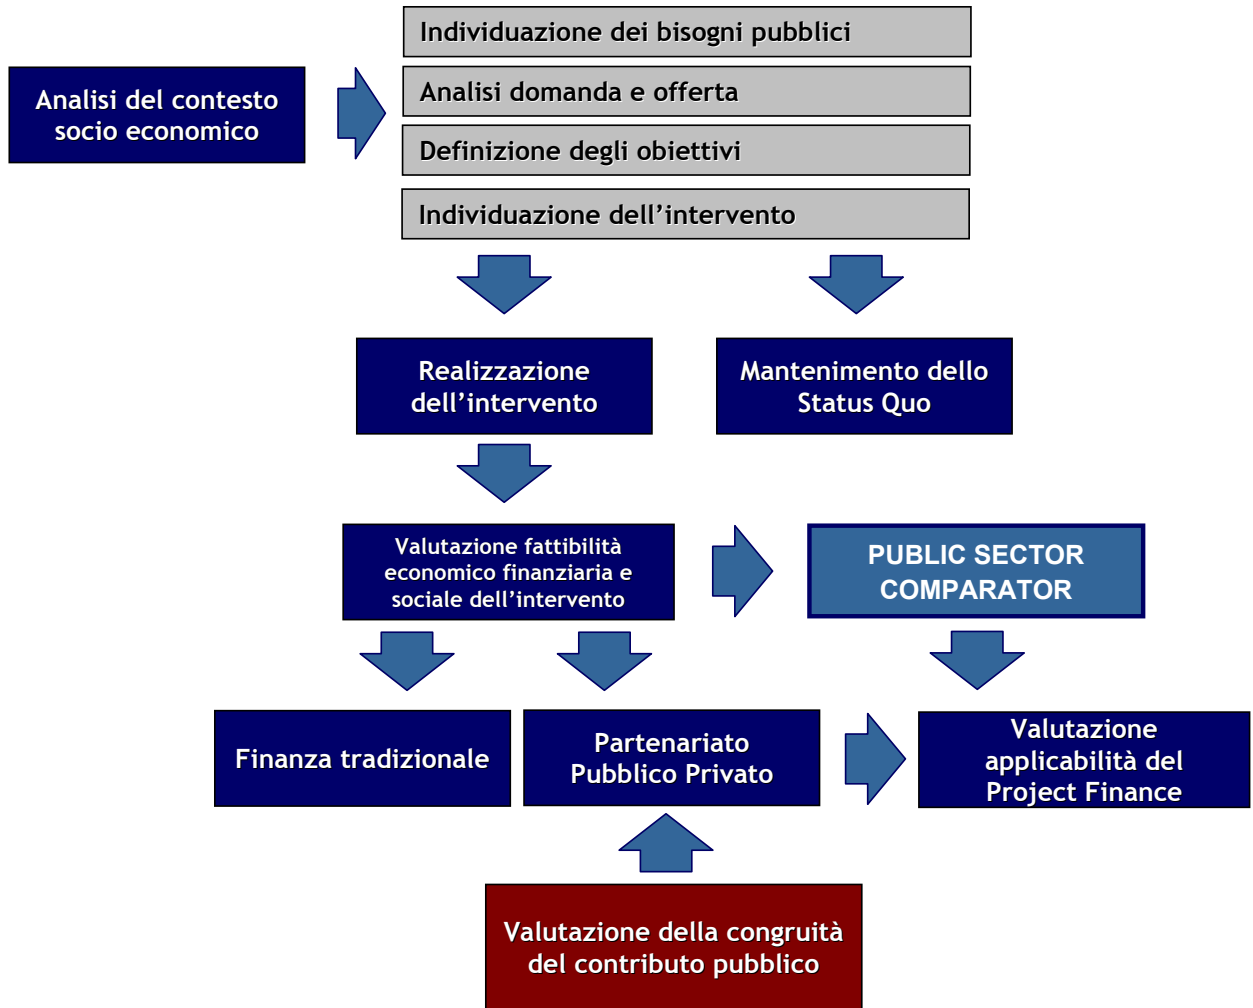 Individuazione dei bisogni pubblici
Analisi del contesto
socio economico
Analisi domanda e offerta
Definizione degli obiettivi
Individuazione dell’intervento
Realizzazione
dell’intervento
Mantenimento dello
Status Quo
Valutazione fattibilità
economico finanziaria e
sociale dell’intervento
PUBLIC SECTOR
COMPARATOR
Finanza tradizionale
Partenariato
Pubblico Privato
Valutazione
applicabilità del
Project Finance
Valutazione della congruità
del contributo pubblico